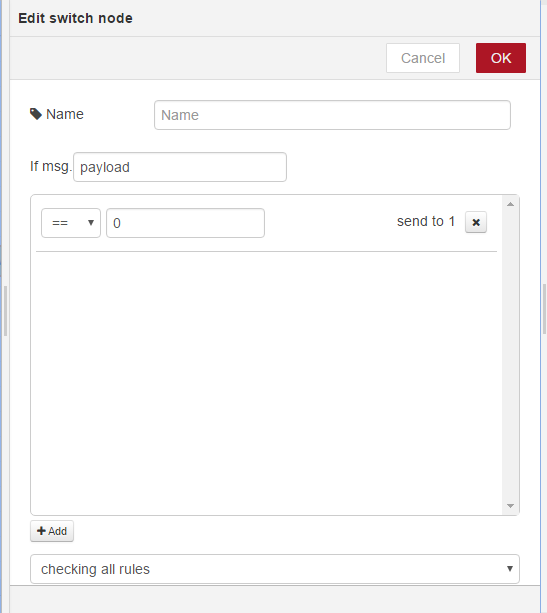 Edit switch node
Cancel OK
Name Name
If msg. payload
== 0 send to 1
Add
checking all rules